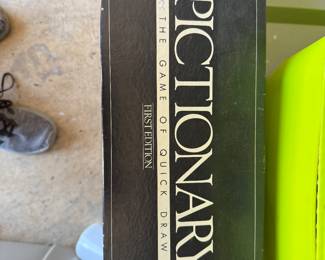 PICTIONARY
THE GAME OF QUICK DRAW
FIRST EDITION